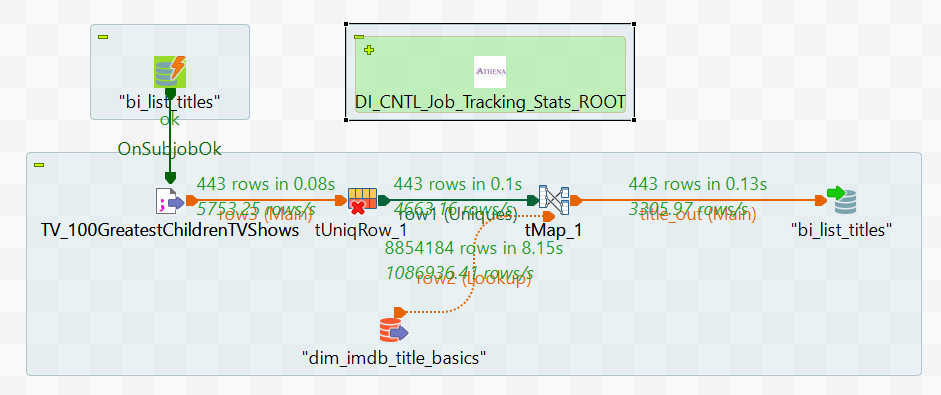 "bi_list_titles"
ok
OnSubjobOk
ATHENA
DI_CNTL_Job_Tracking_Stats_ROOT
443 rows in 0.08s
5753.25 rows/s
row3 (Main)
TV_100GreatestChildrenTVShows
tUniqRow_1
443 rows in 0.1s
4663.16 rows/s
row1 (Uniques)
tMap_1
443 rows in 0.13s
3305.97 rows/s
title_out (Main)
"bi_list_titles"
8854184 rows in 8.15s
1086936.41 rows/s
row2 (Lookup)
"dim_imdb_title_basics"